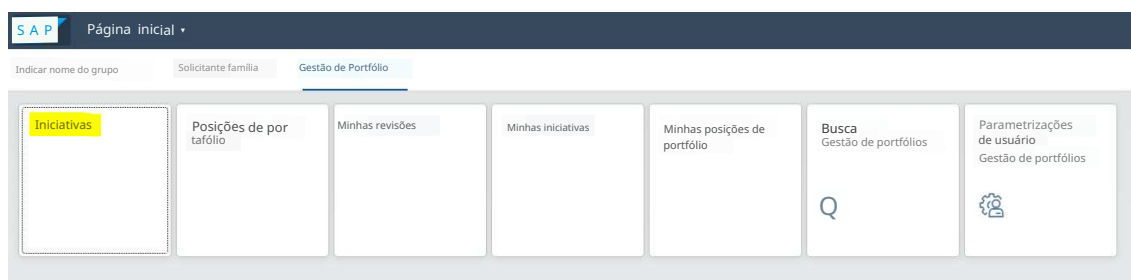 SAP Página inicial
Indicar nome do grupo Solicitante família Gestão de Portfólio
Iniciativas
Posições de por
tafólio
Minhas revisões
Minhas iniciativas
Minhas posições de
portfólio
Busca
Gestão de portfólios
Q
Parametrizações
de usuário
Gestão de portfólios